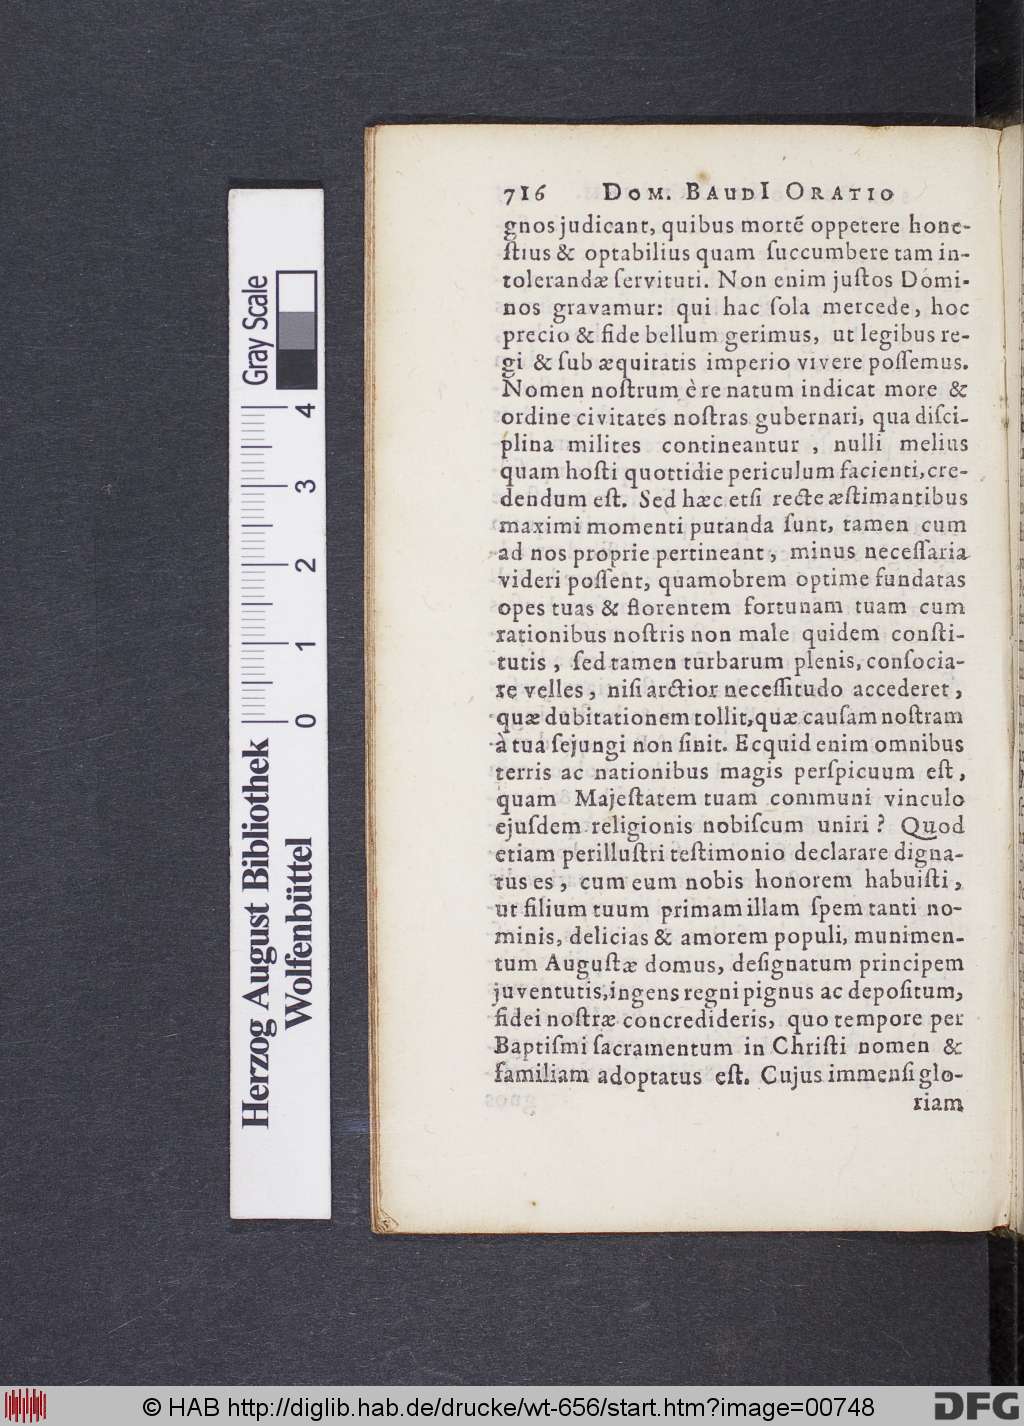 716 DOM. BAUDI ORATIO
gnos judicant, quibus mortē oppetere hone-
ſtius & optabilius quam ſuccumbere tam in-
tolerandæ ſervituti. Non enim juſtos Domi-
nos gravamur: qui hac ſola mercede, hoc
precio & fide bellum gerimus, ut legibus re-
gi & ſub æquitatis imperio vivere poſſemus.
Nomen noſtrum è re natum indicat more &
ordine civitates noſtras gubernari, qua diſci-
plina milites contineantur, nulli melius
quam hoſti quottidie periculum facienti, cre-
dendum eſt. Sed hæc etſi recte æſtimantibus
maximi momenti putanda ſunt, tamen cum
ad nos proprie pertineant, minus neceſſaria
videri poſſent, quamobrem optime fundatas
opes tuas & florentem fortunam tuam cum
rationibus noſtris non male quidem conſti-
tutis, ſed tamen turbarum plenis, conſocia-
re velles, niſi arctior neceſſitudo accederet,
quæ dubitationem tollit, quæ cauſam noſtram
à tua ſejungi non ſinit. Ecquid enim omnibus
terris ac nationibus magis perſpicuum eſt,
quam Majeſtatem tuam communi vinculo
ejuſdem religionis nobiſcum uniri? Quod
etiam perilluſtri teſtimonio declarare digna-
tus es, cum eum nobis honorem habuiſti,
ut filium tuum primam illam ſpem tanti no-
minis, delicias & amorem populi, munimen-
tum Auguſtæ domus, deſignatum principem
juventutis, ingens regni pignus ac depoſitum,
fidei noſtræ concredideris, quo tempore per
Baptiſmi ſacramentum in Chriſti nomen &
familiam adoptatus eſt. Cujus immenſi glo-
riam
Herzog August Bibliothek
Wolfenbüttel
0 1 2 3 4
Gray Scale
© HAB http://diglib.hab.de/drucke/wt-656/start.htm?image=00748
DFG